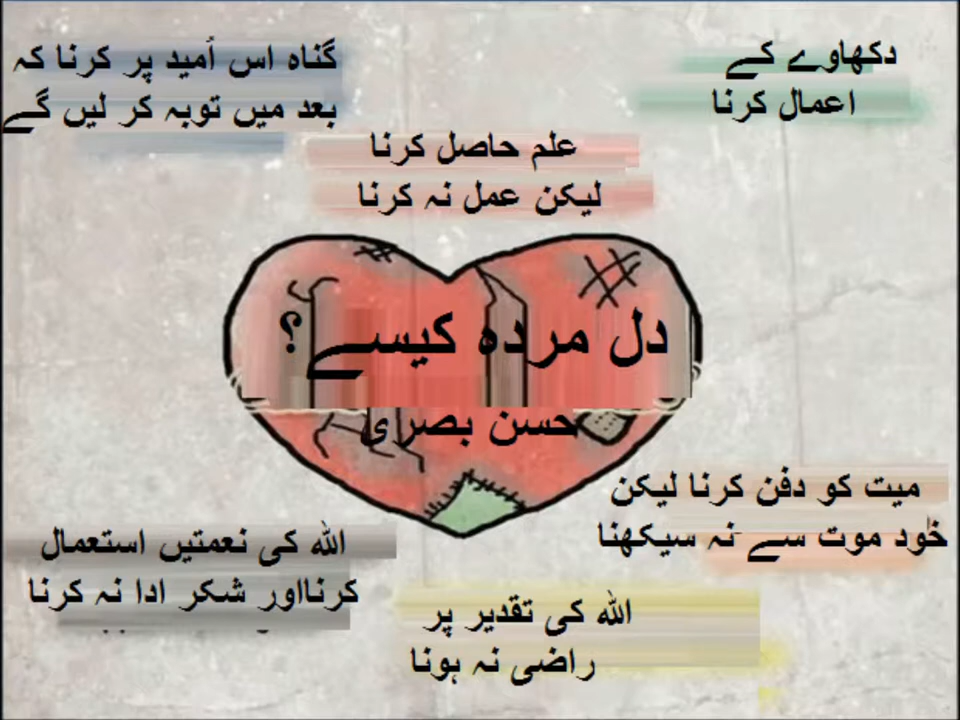 دکھاوے کے
اعمال کرنا
گناہ اس اُمید پر کرنا کہ
بعد میں توبہ کر لیں گے
علم حاصل کرنا
لیکن عمل نہ کرنا
دل مردہ کیسے؟
حسن بصری
میت کو دفن کرنا لیکن
خود موت سے نہ سیکھنا
اللہ کی نعمتیں استعمال
کرنااور شکر ادا نہ کرنا
اللہ کی تقدیر پر
راضی نہ ہونا